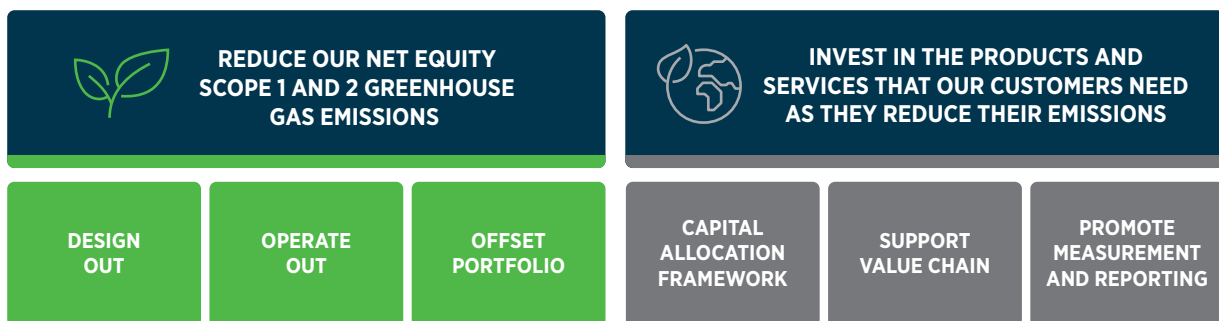 REDUCE OUR NET EQUITY
SCOPE 1 AND 2 GREENHOUSE
GAS EMISSIONS
INVEST IN THE PRODUCTS AND
SERVICES THAT OUR CUSTOMERS NEED
AS THEY REDUCE THEIR EMISSIONS
DESIGN
OUT
OPERATE
OUT
OFFSET
PORTFOLIO
CAPITAL
ALLOCATION
FRAMEWORK
SUPPORT
VALUE CHAIN
PROMOTE
MEASUREMENT
AND REPORTING